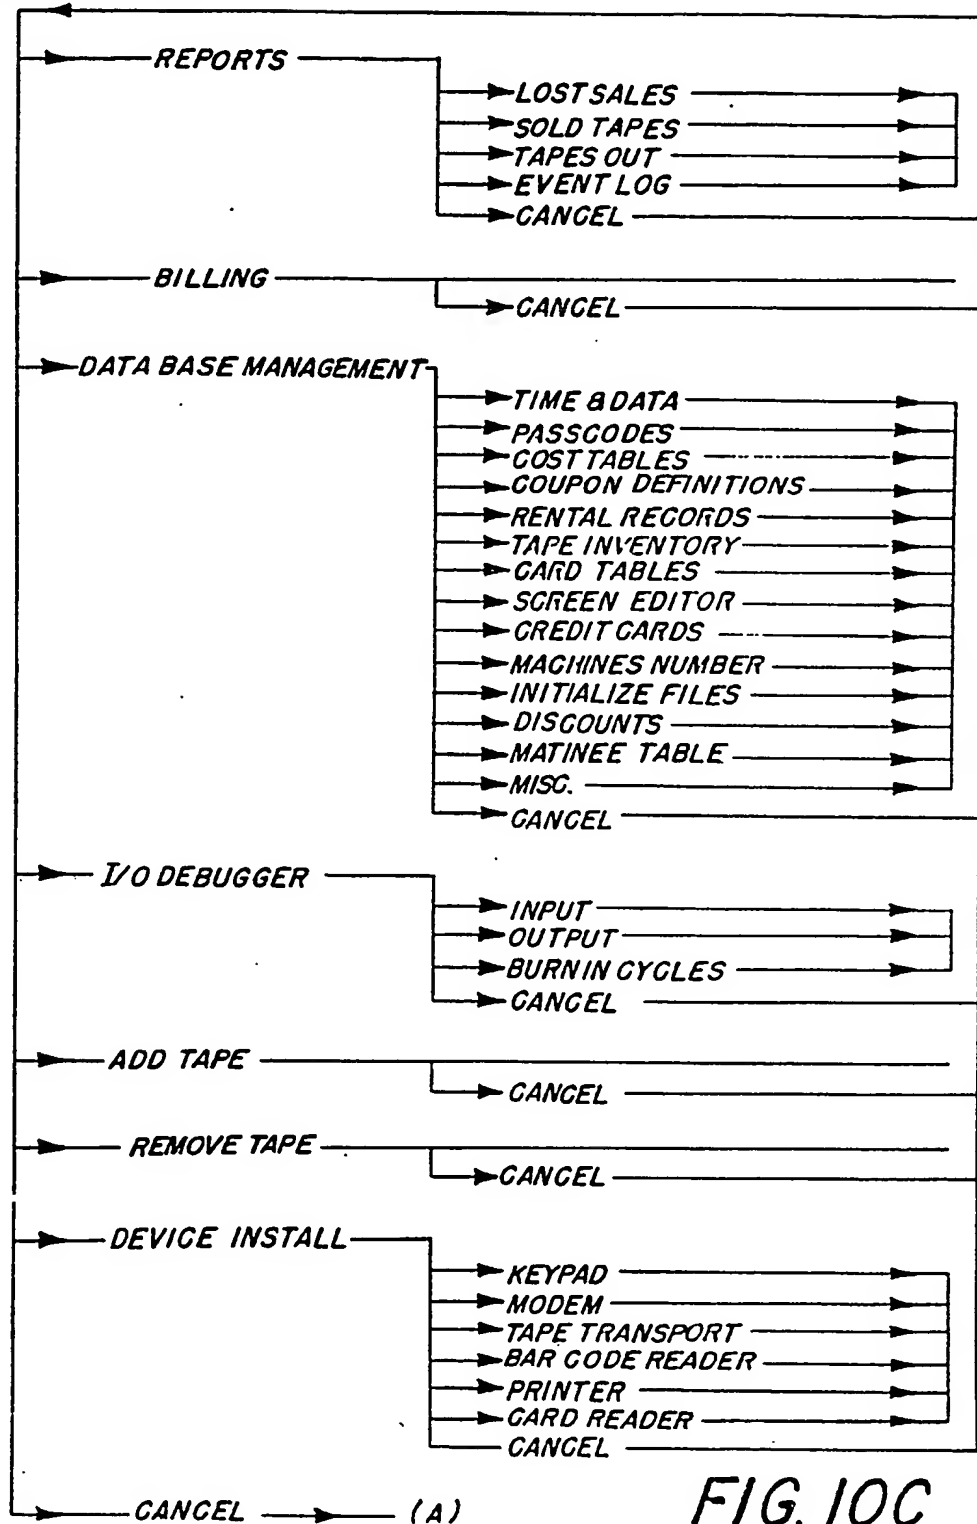 REPORTS
LOST SALES
SOLD TAPES
TAPES OUT
EVENT LOG
CANCEL
BILLING
CANCEL
DATA BASE MANAGEMENT
TIME & DATA
PASSCODES
COST TABLES
COUPON DEFINITIONS
RENTAL RECORDS
TAPE INVENTORY
CARD TABLES
SCREEN EDITOR
CREDIT CARDS
MACHINES NUMBER
INITIALIZE FILES
DISCOUNTS
MATINEE TABLE
MISC.
CANCEL
I/O DEBUGGER
INPUT
OUTPUT
BURN IN CYCLES
CANCEL
ADD TAPE
CANCEL
REMOVE TAPE
CANCEL
DEVICE INSTALL
KEYPAD
MODEM
TAPE TRANSPORT
BAR CODE READER
PRINTER
CARD READER
CANCEL
CANCEL (A)
FIG. 10C